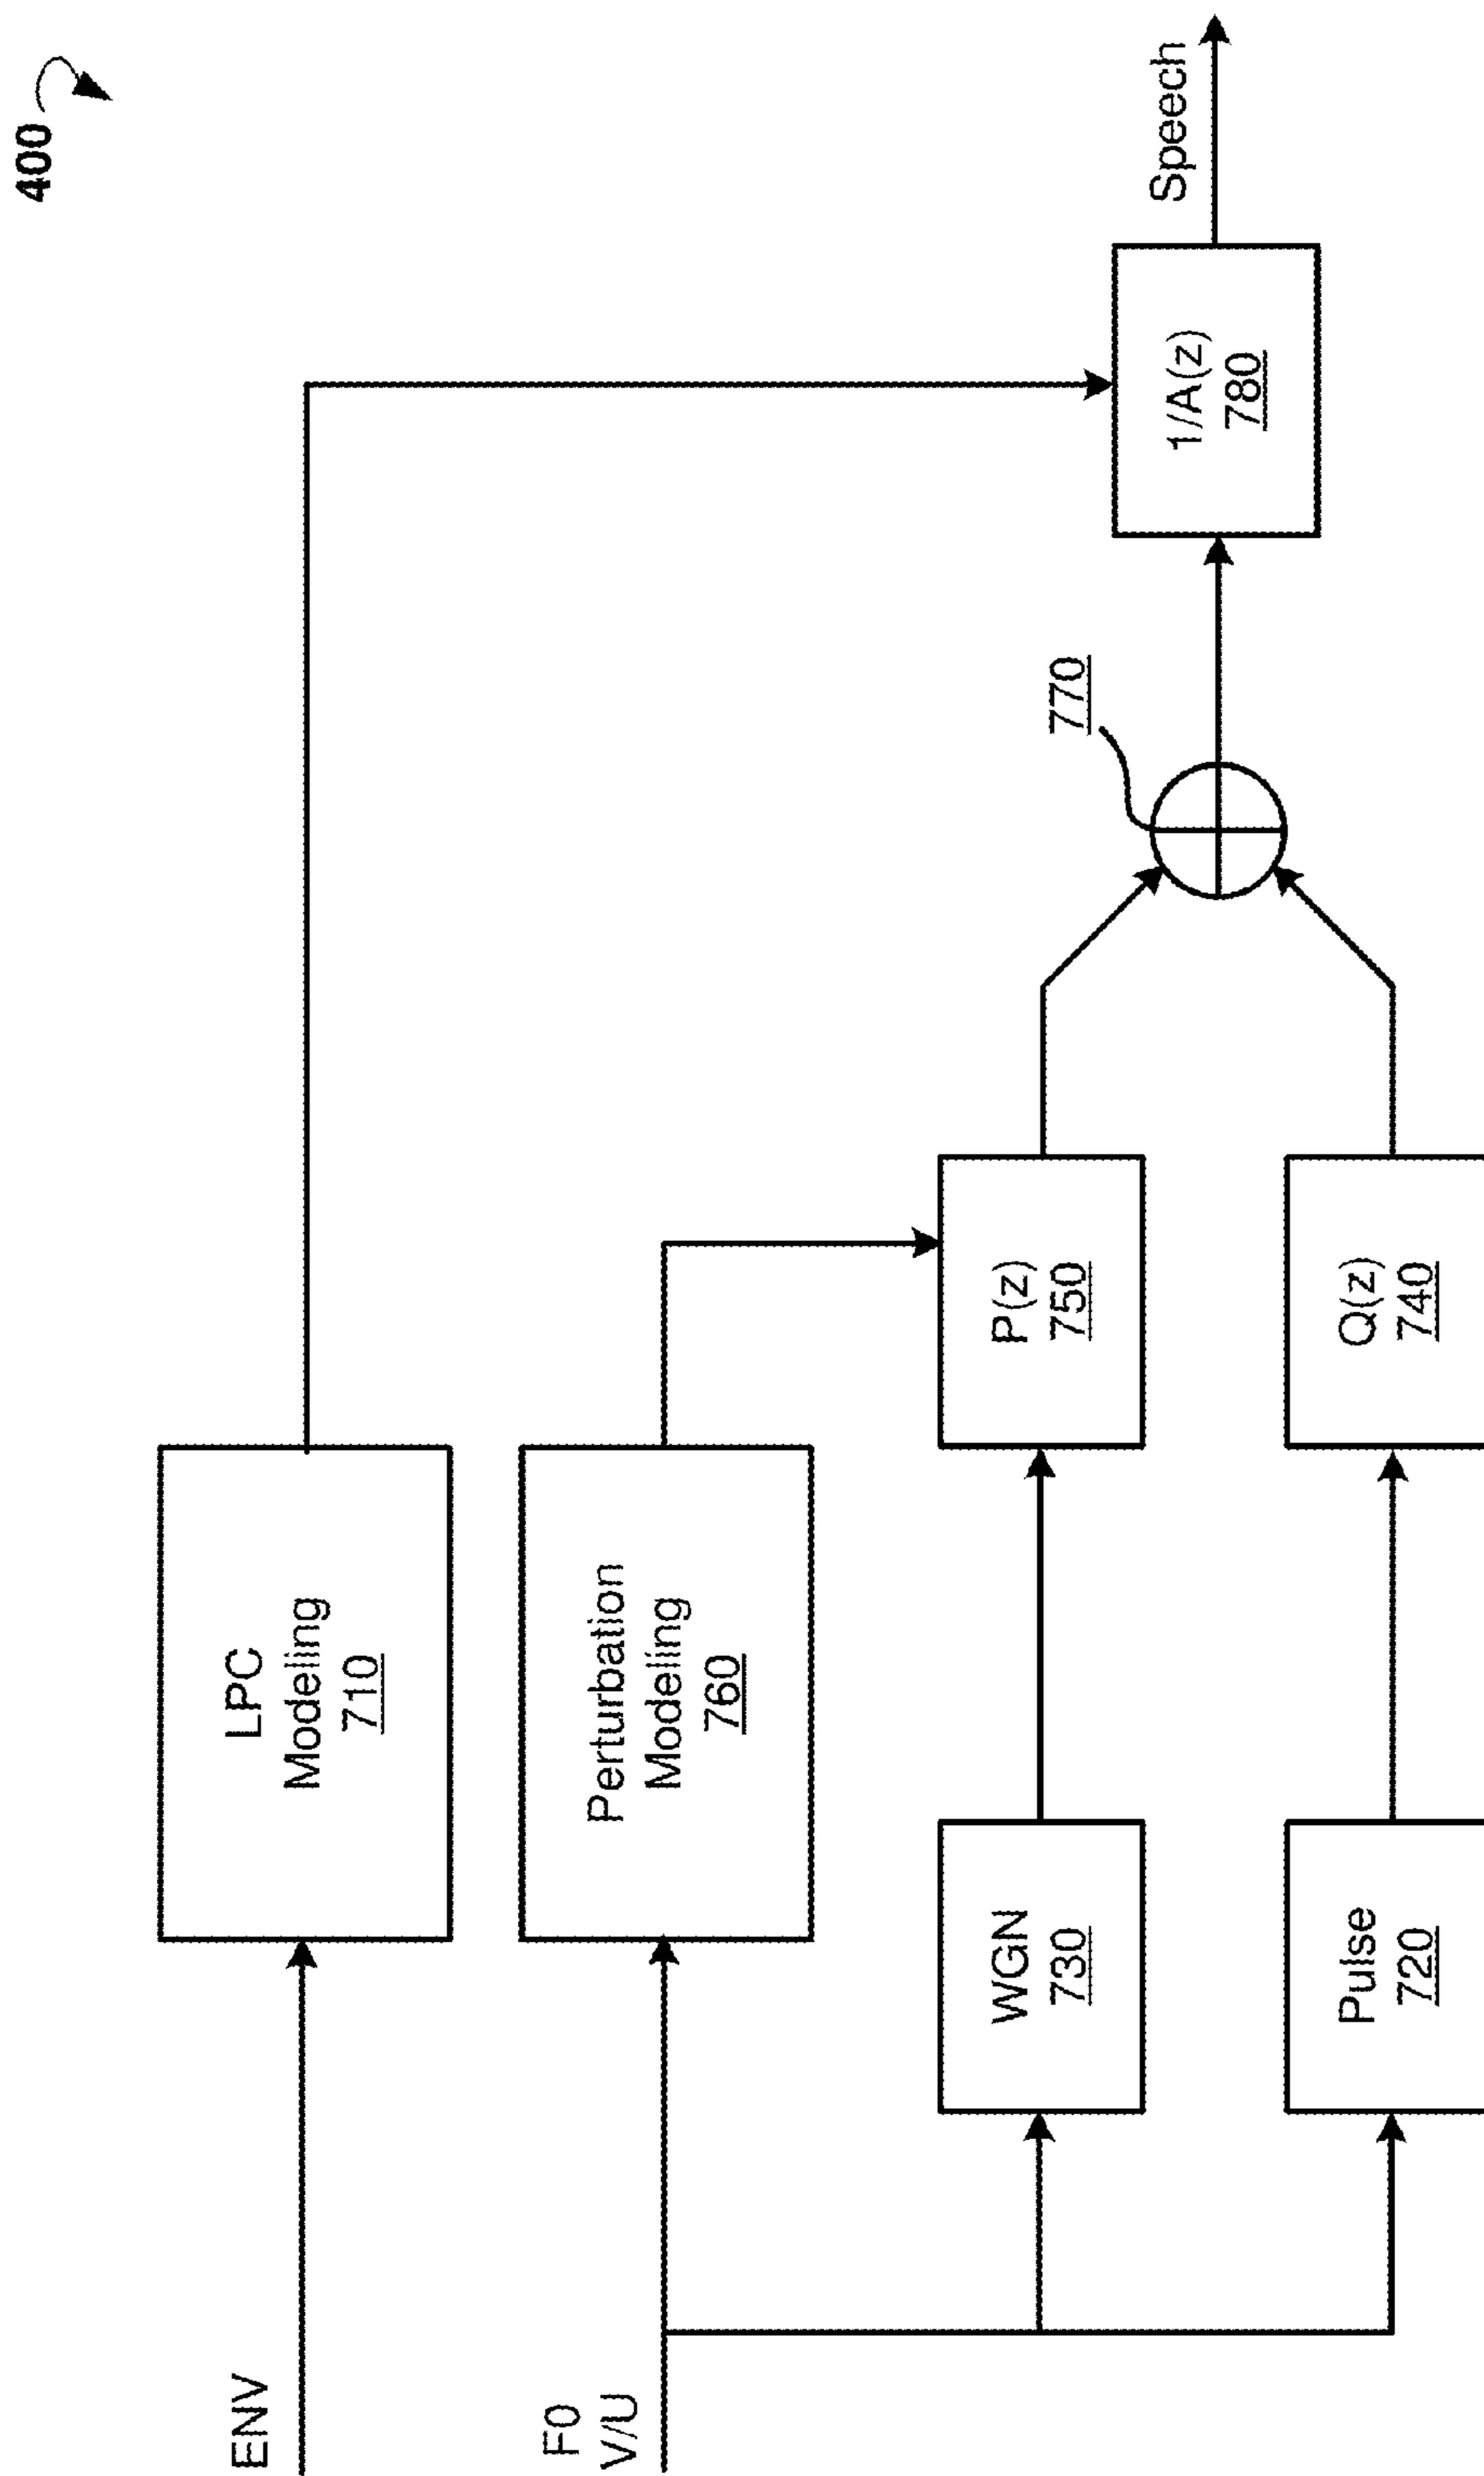 400
ENV
LPC
Modeling
710
F0
V/U
Perturbation
Modeling
760
WGN
730
P(z)
750
Pulse
720
Q(z)
740
770
1/A(z)
780
Speech